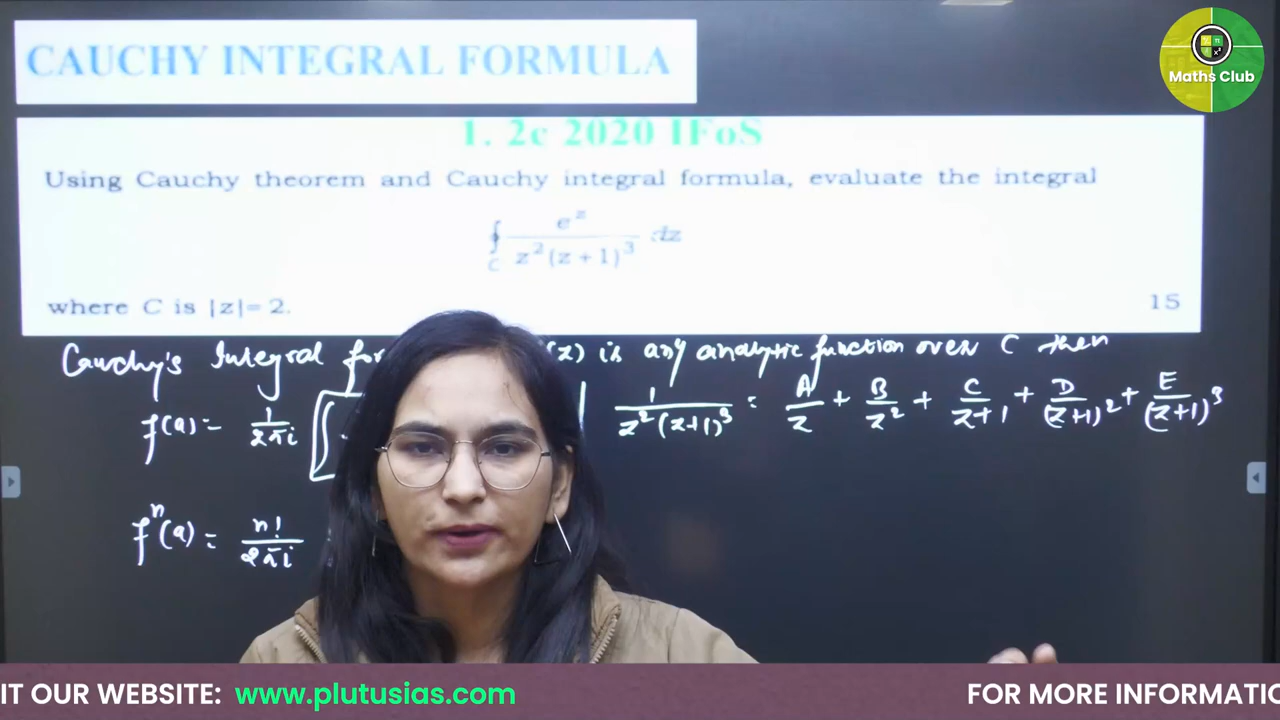 CAUCHY INTEGRAL FORMULA
Maths Club
1. 2c 2020 IFoS
Using Cauchy theorem and Cauchy integral formula, evaluate the integral
∮_C e^z / (z^2 (z + 1)^3) dz
where C is |z| = 2.
15
Cauchy's Integral for (z) is any analytic function over C then
f(a) = 1/(2πi)
1/(z^2 (z+1)^3) = A/z + B/z^2 + C/(z+1) + D/(z+1)^2 + E/(z+1)^3
f^n(a) = n!/(2πi)
IT OUR WEBSITE: www.plutusias.com
FOR MORE INFORMATIO